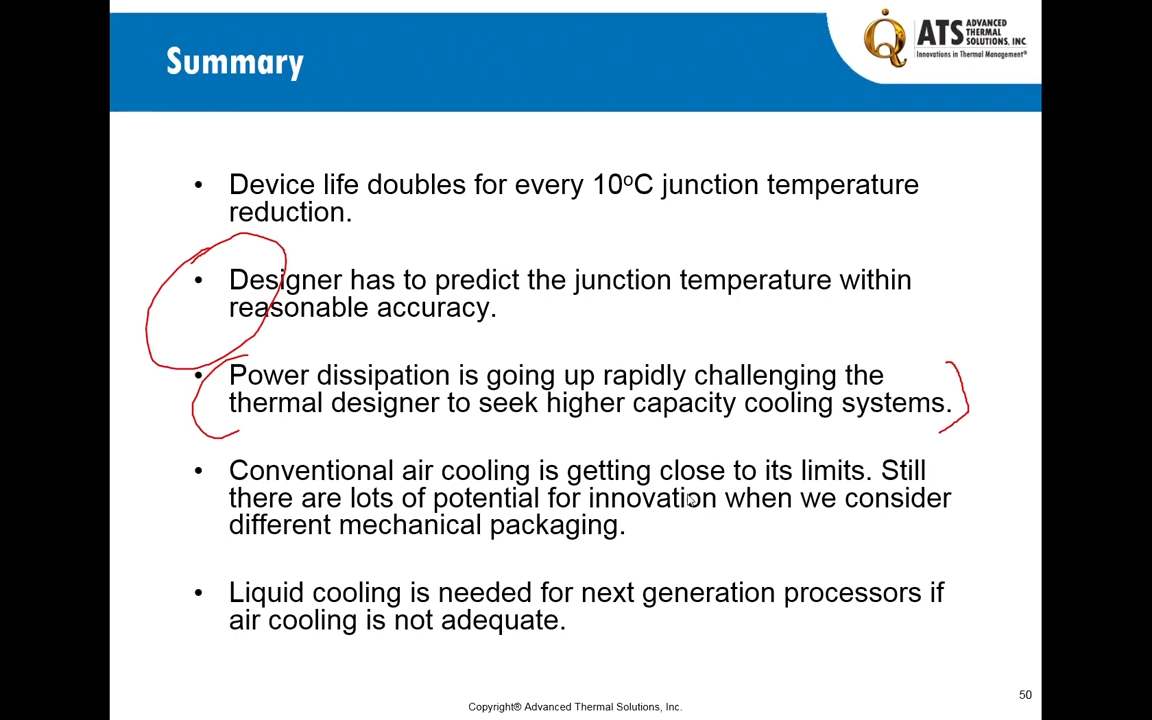 Summary
ATS ADVANCED THERMAL SOLUTIONS, INC.
Innovations in Thermal Management®
• Device life doubles for every 10ºC junction temperature
reduction.
• Designer has to predict the junction temperature within
reasonable accuracy.
• Power dissipation is going up rapidly challenging the
thermal designer to seek higher capacity cooling systems.
• Conventional air cooling is getting close to its limits. Still
there are lots of potential for innovation when we consider
different mechanical packaging.
• Liquid cooling is needed for next generation processors if
air cooling is not adequate.
50
Copyright® Advanced Thermal Solutions, Inc.